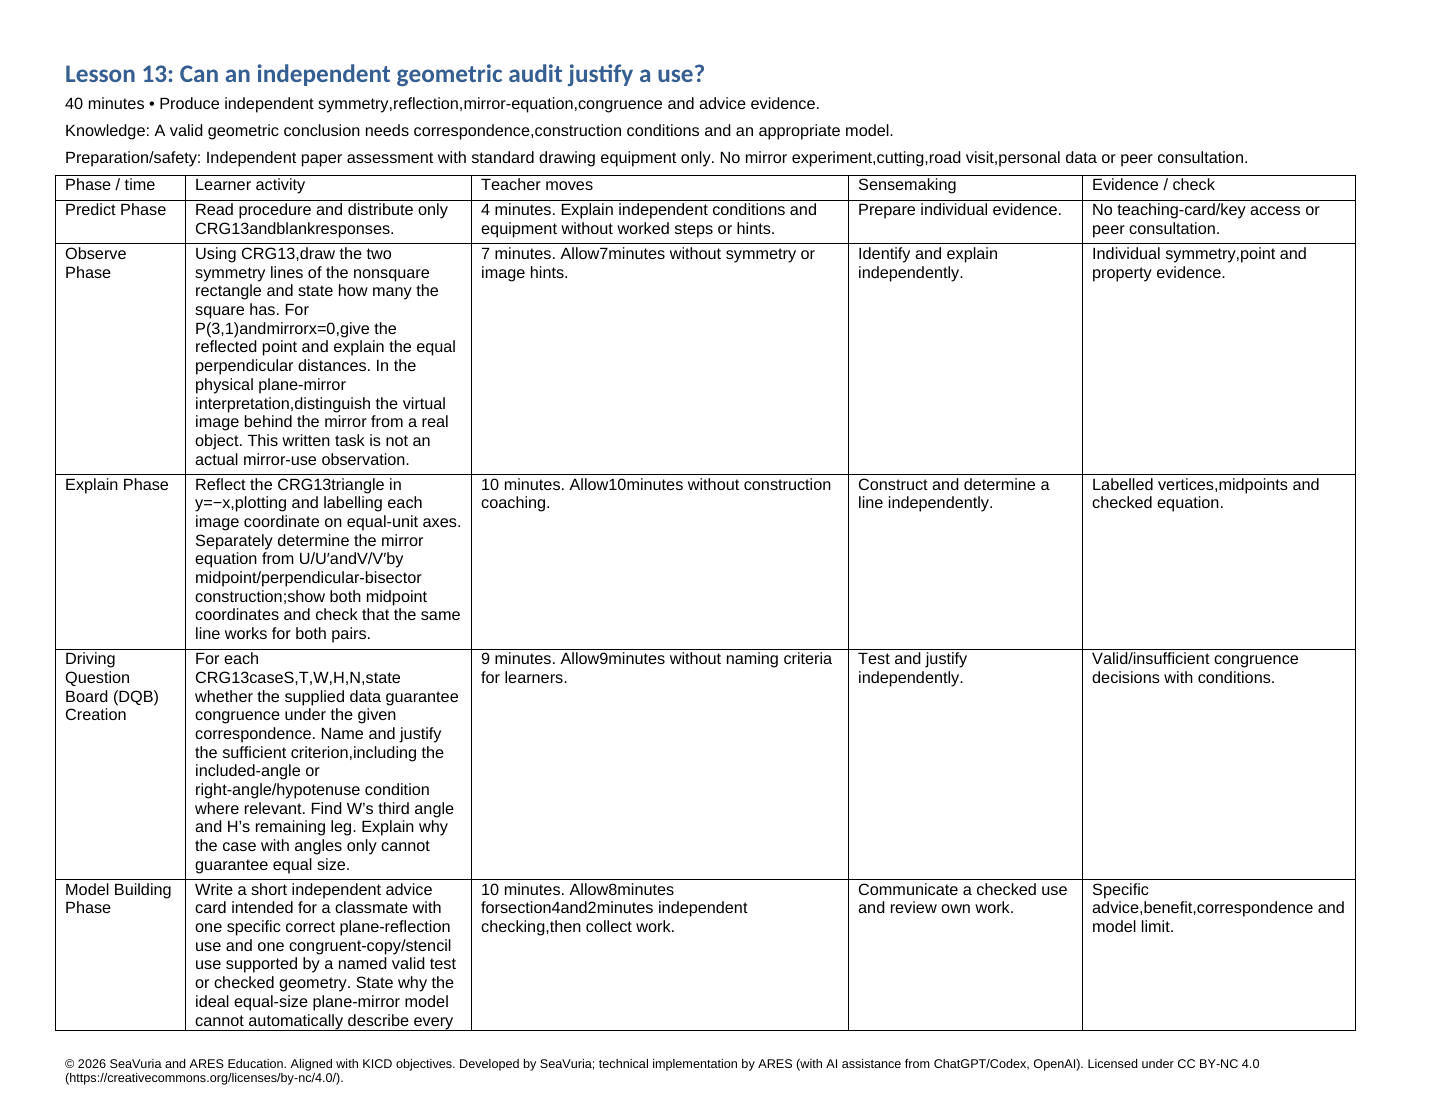 Lesson 13: Can an independent geometric audit justify a use?
40 minutes • Produce independent symmetry,reflection,mirror-equation,congruence and advice evidence.
Knowledge: A valid geometric conclusion needs correspondence,construction conditions and an appropriate model.
Preparation/safety: Independent paper assessment with standard drawing equipment only. No mirror experiment,cutting,road visit,personal data or peer consultation.
Phase / time
Learner activity
Teacher moves
Sensemaking
Evidence / check
Predict Phase
Read procedure and distribute only
CRG13andblankresponses.
4 minutes. Explain independent conditions and
equipment without worked steps or hints.
Prepare individual evidence.
No teaching-card/key access or
peer consultation.
Observe
Phase
Using CRG13,draw the two
symmetry lines of the nonsquare
rectangle and state how many the
square has. For
P(3,1)andmirrorx=0,give the
reflected point and explain the equal
perpendicular distances. In the
physical plane-mirror
interpretation,distinguish the virtual
image behind the mirror from a real
object. This written task is not an
actual mirror-use observation.
7 minutes. Allow7minutes without symmetry or
image hints.
Identify and explain
independently.
Individual symmetry,point and
property evidence.
Explain Phase
Reflect the CRG13triangle in
y=−x,plotting and labelling each
image coordinate on equal-unit axes.
Separately determine the mirror
equation from U/U′andV/V′by
midpoint/perpendicular-bisector
construction;show both midpoint
coordinates and check that the same
line works for both pairs.
10 minutes. Allow10minutes without construction
coaching.
Construct and determine a
line independently.
Labelled vertices,midpoints and
checked equation.
Driving
Question
Board (DQB)
Creation
For each
CRG13caseS,T,W,H,N,state
whether the supplied data guarantee
congruence under the given
correspondence. Name and justify
the sufficient criterion,including the
included-angle or
right-angle/hypotenuse condition
where relevant. Find W’s third angle
and H’s remaining leg. Explain why
the case with angles only cannot
guarantee equal size.
9 minutes. Allow9minutes without naming criteria
for learners.
Test and justify
independently.
Valid/insufficient congruence
decisions with conditions.
Model Building
Phase
Write a short independent advice
card intended for a classmate with
one specific correct plane-reflection
use and one congruent-copy/stencil
use supported by a named valid test
or checked geometry. State why the
ideal equal-size plane-mirror model
cannot automatically describe every
10 minutes. Allow8minutes
forsection4and2minutes independent
checking,then collect work.
Communicate a checked use
and review own work.
Specific
advice,benefit,correspondence and
model limit.
© 2026 SeaVuria and ARES Education. Aligned with KICD objectives. Developed by SeaVuria; technical implementation by ARES (with AI assistance from ChatGPT/Codex, OpenAI). Licensed under CC BY-NC 4.0
(https://creativecommons.org/licenses/by-nc/4.0/).